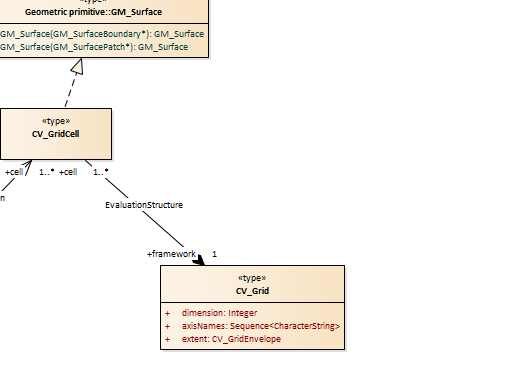 «type»
Geometric primitive::GM_Surface
GM_Surface(GM_SurfaceBoundary*): GM_Surface
GM_Surface(GM_SurfacePatch*): GM_Surface
«type»
CV_GridCell
+cell 1..* +cell 1..*
n
EvaluationStructure
+framework 1
«type»
CV_Grid
+ dimension: Integer
+ axisNames: Sequence<CharacterString>
+ extent: CV_GridEnvelope